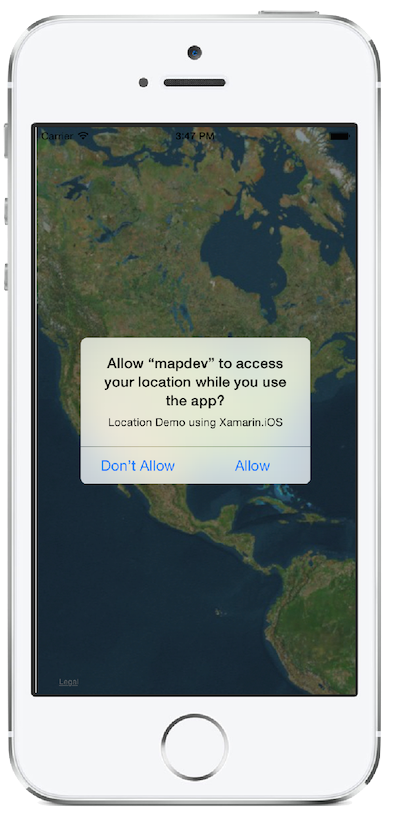 Carrier 3:47 PM
Allow “mapdev” to access
your location while you use
the app?
Location Demo using Xamarin.iOS
Don’t Allow Allow
Legal